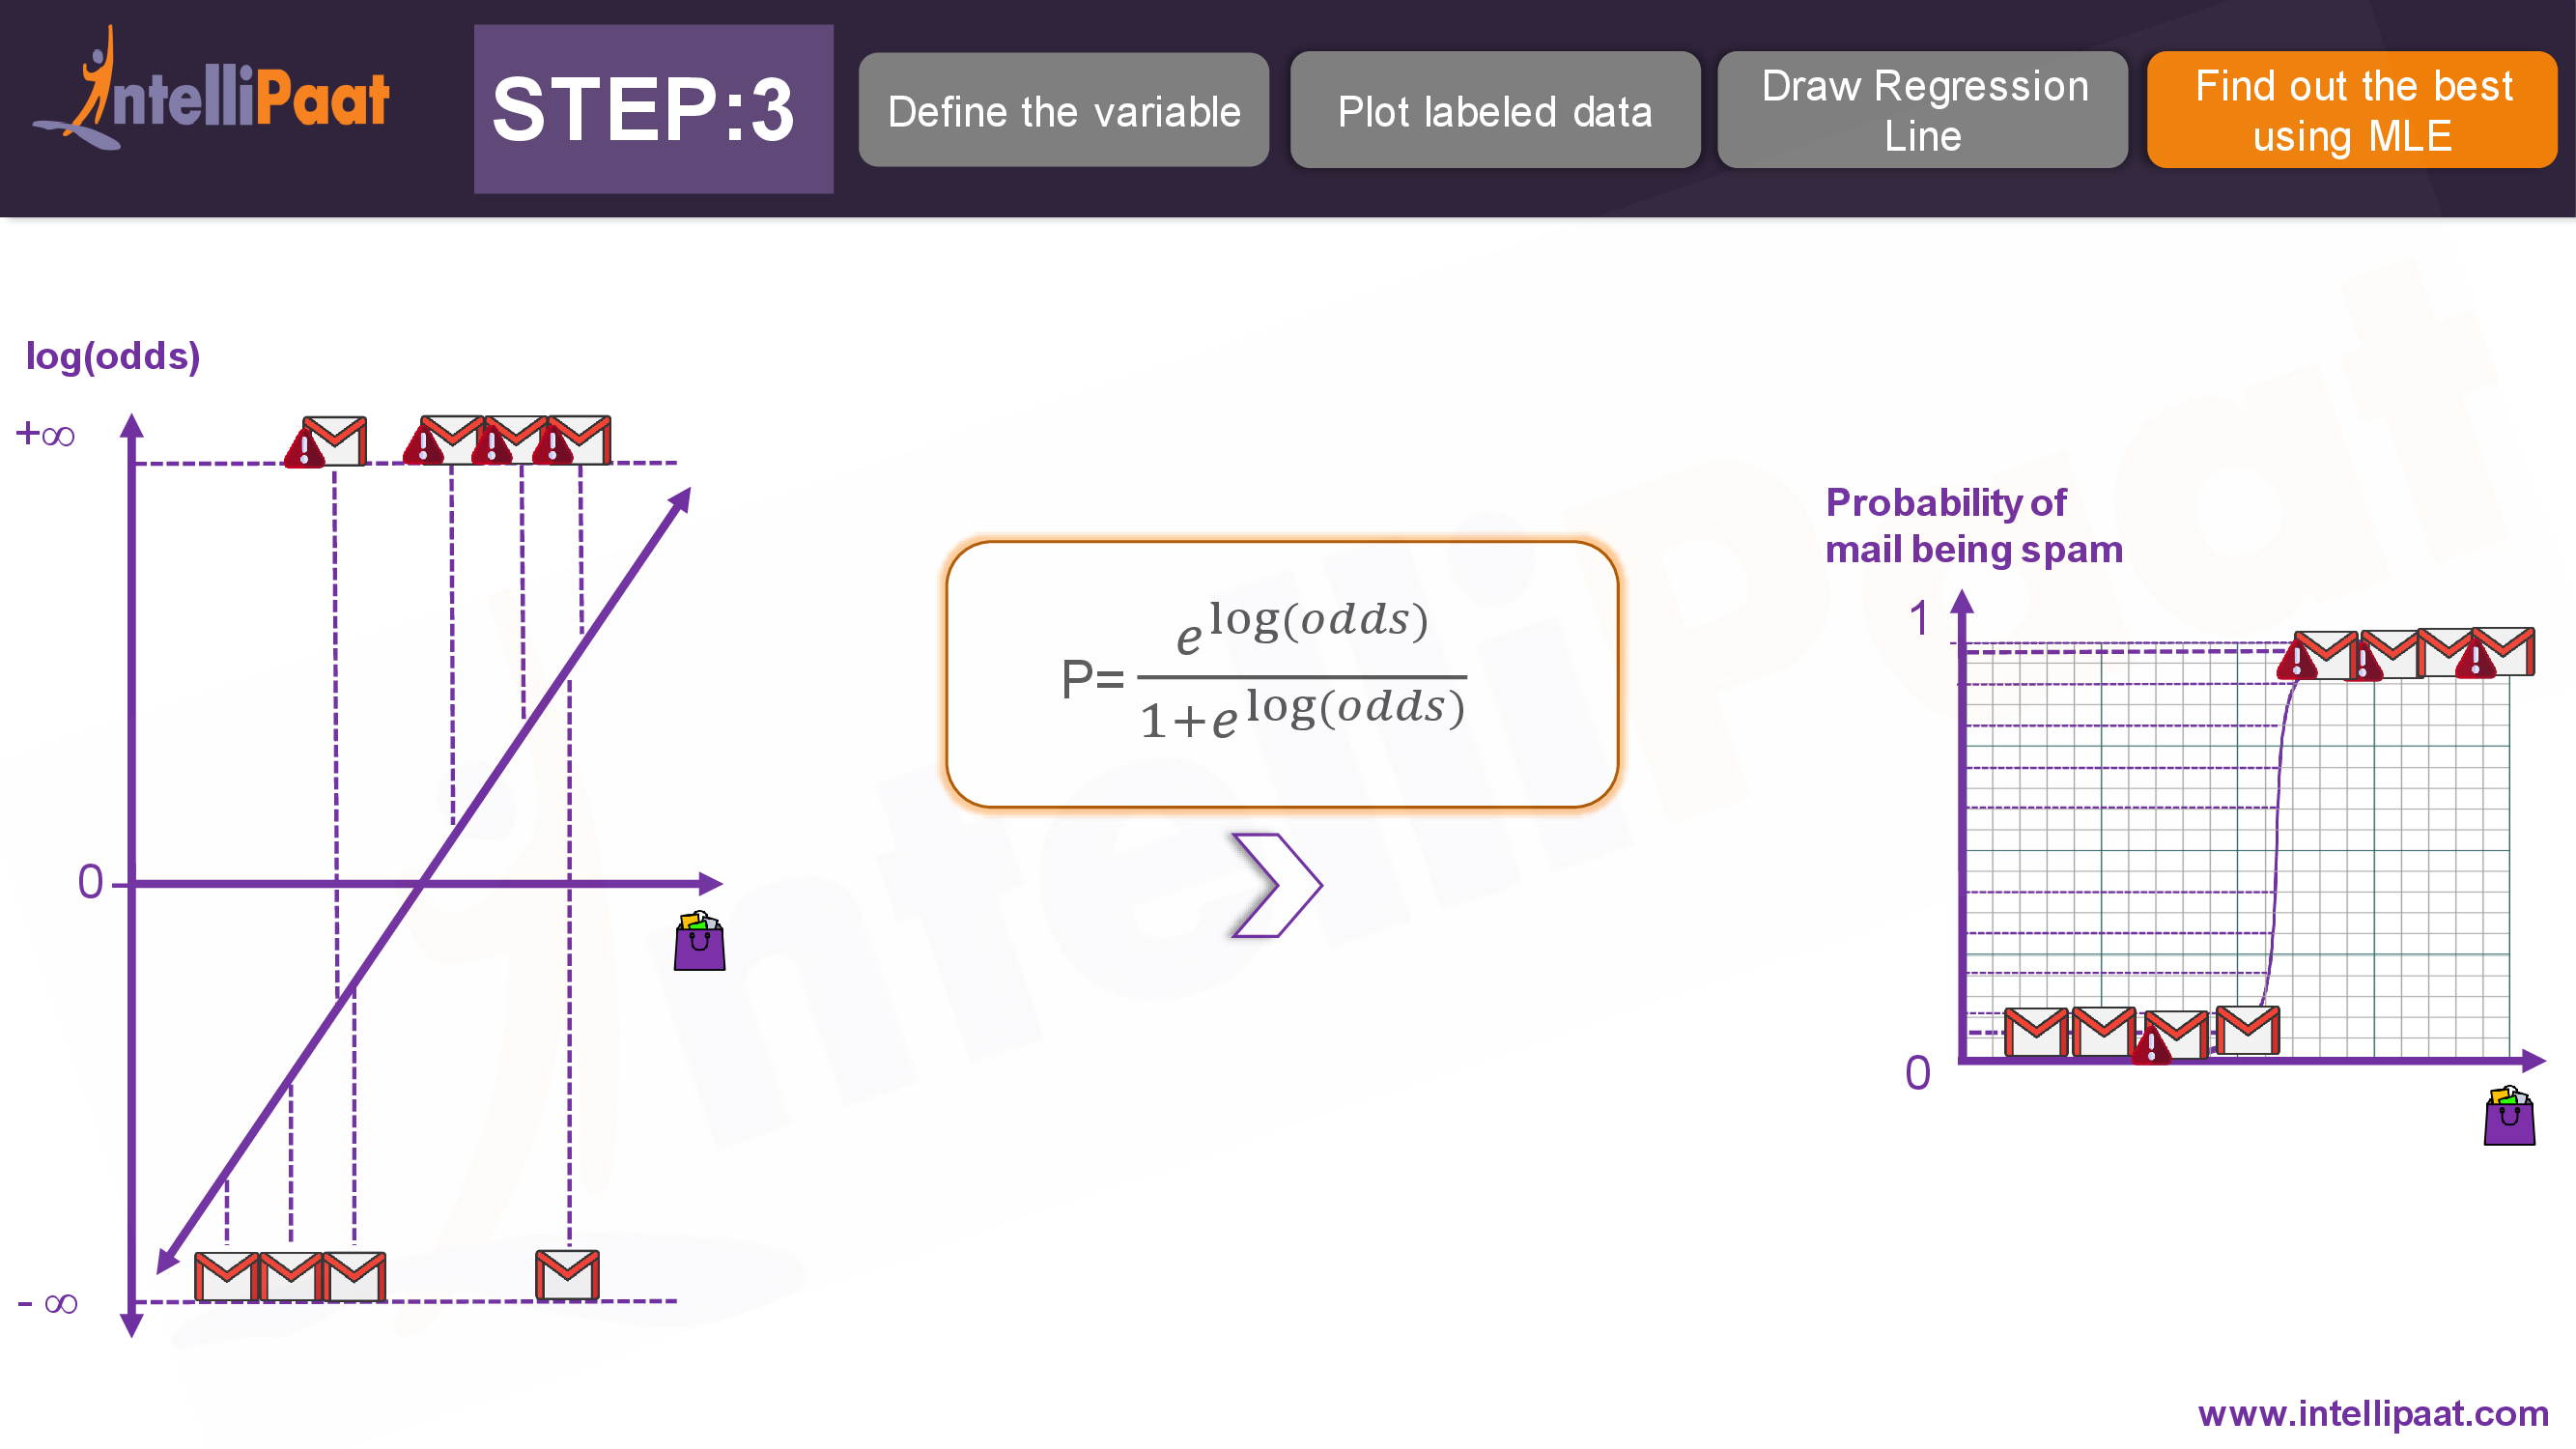 IntelliPaat
STEP:3
Define the variable
Plot labeled data
Draw Regression
Line
Find out the best
using MLE
log(odds)
+∞
0
- ∞
P= e^log(odds) / 1+e^log(odds)
Probability of
mail being spam
1
0
www.intellipaat.com